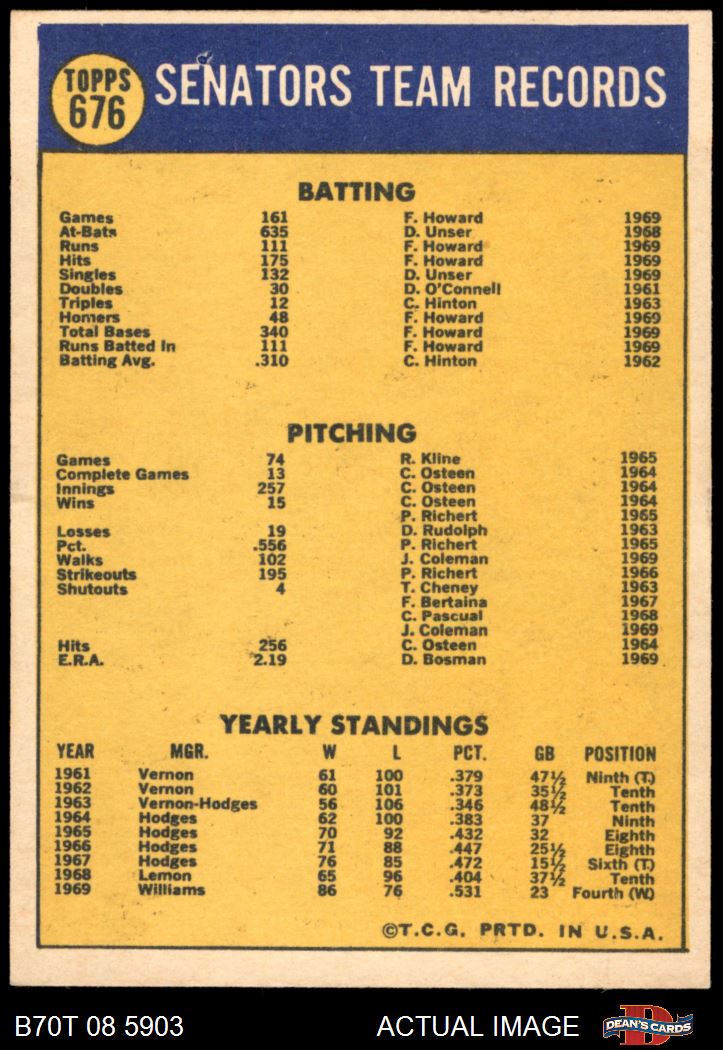 TOPPS
676
SENATORS TEAM RECORDS
BATTING
Games 161 F. Howard 1969
At-Bats 635 D. Unser 1968
Runs 111 F. Howard 1969
Hits 175 F. Howard 1969
Singles 132 D. Unser 1969
Doubles 30 D. O'Connell 1961
Triples 12 C. Hinton 1963
Homers 48 F. Howard 1969
Total Bases 340 F. Howard 1969
Runs Batted In 111 F. Howard 1969
Batting Avg. .310 C. Hinton 1962
PITCHING
Games 74 R. Kline 1965
Complete Games 13 C. Osteen 1964
Innings 257 C. Osteen 1964
Wins 15 C. Osteen 1964
P. Richert 1965
Losses 19 D. Rudolph 1963
Pct. .556 P. Richert 1965
Walks 102 J. Coleman 1969
Strikeouts 195 P. Richert 1966
Shutouts 4 T. Cheney 1963
F. Bertaina 1967
C. Pascual 1968
J. Coleman 1969
Hits 256 C. Osteen 1964
E.R.A. 2.19 D. Bosman 1969
YEARLY STANDINGS
YEAR MGR. W L PCT. GB POSITION
1961 Vernon 61 100 .379 47½ Ninth (T.)
1962 Vernon 60 101 .373 35½ Tenth
1963 Vernon-Hodges 56 106 .346 48½ Tenth
1964 Hodges 62 100 .383 37 Ninth
1965 Hodges 70 92 .432 32 Eighth
1966 Hodges 71 88 .447 25½ Eighth
1967 Hodges 76 85 .472 15½ Sixth (T.)
1968 Lemon 65 96 .404 37½ Tenth
1969 Williams 86 76 .531 23 Fourth (W.)
©T.C.G. PRTD. IN U.S.A.
B70T 08 5903 ACTUAL IMAGE D DEAN'S CARDS